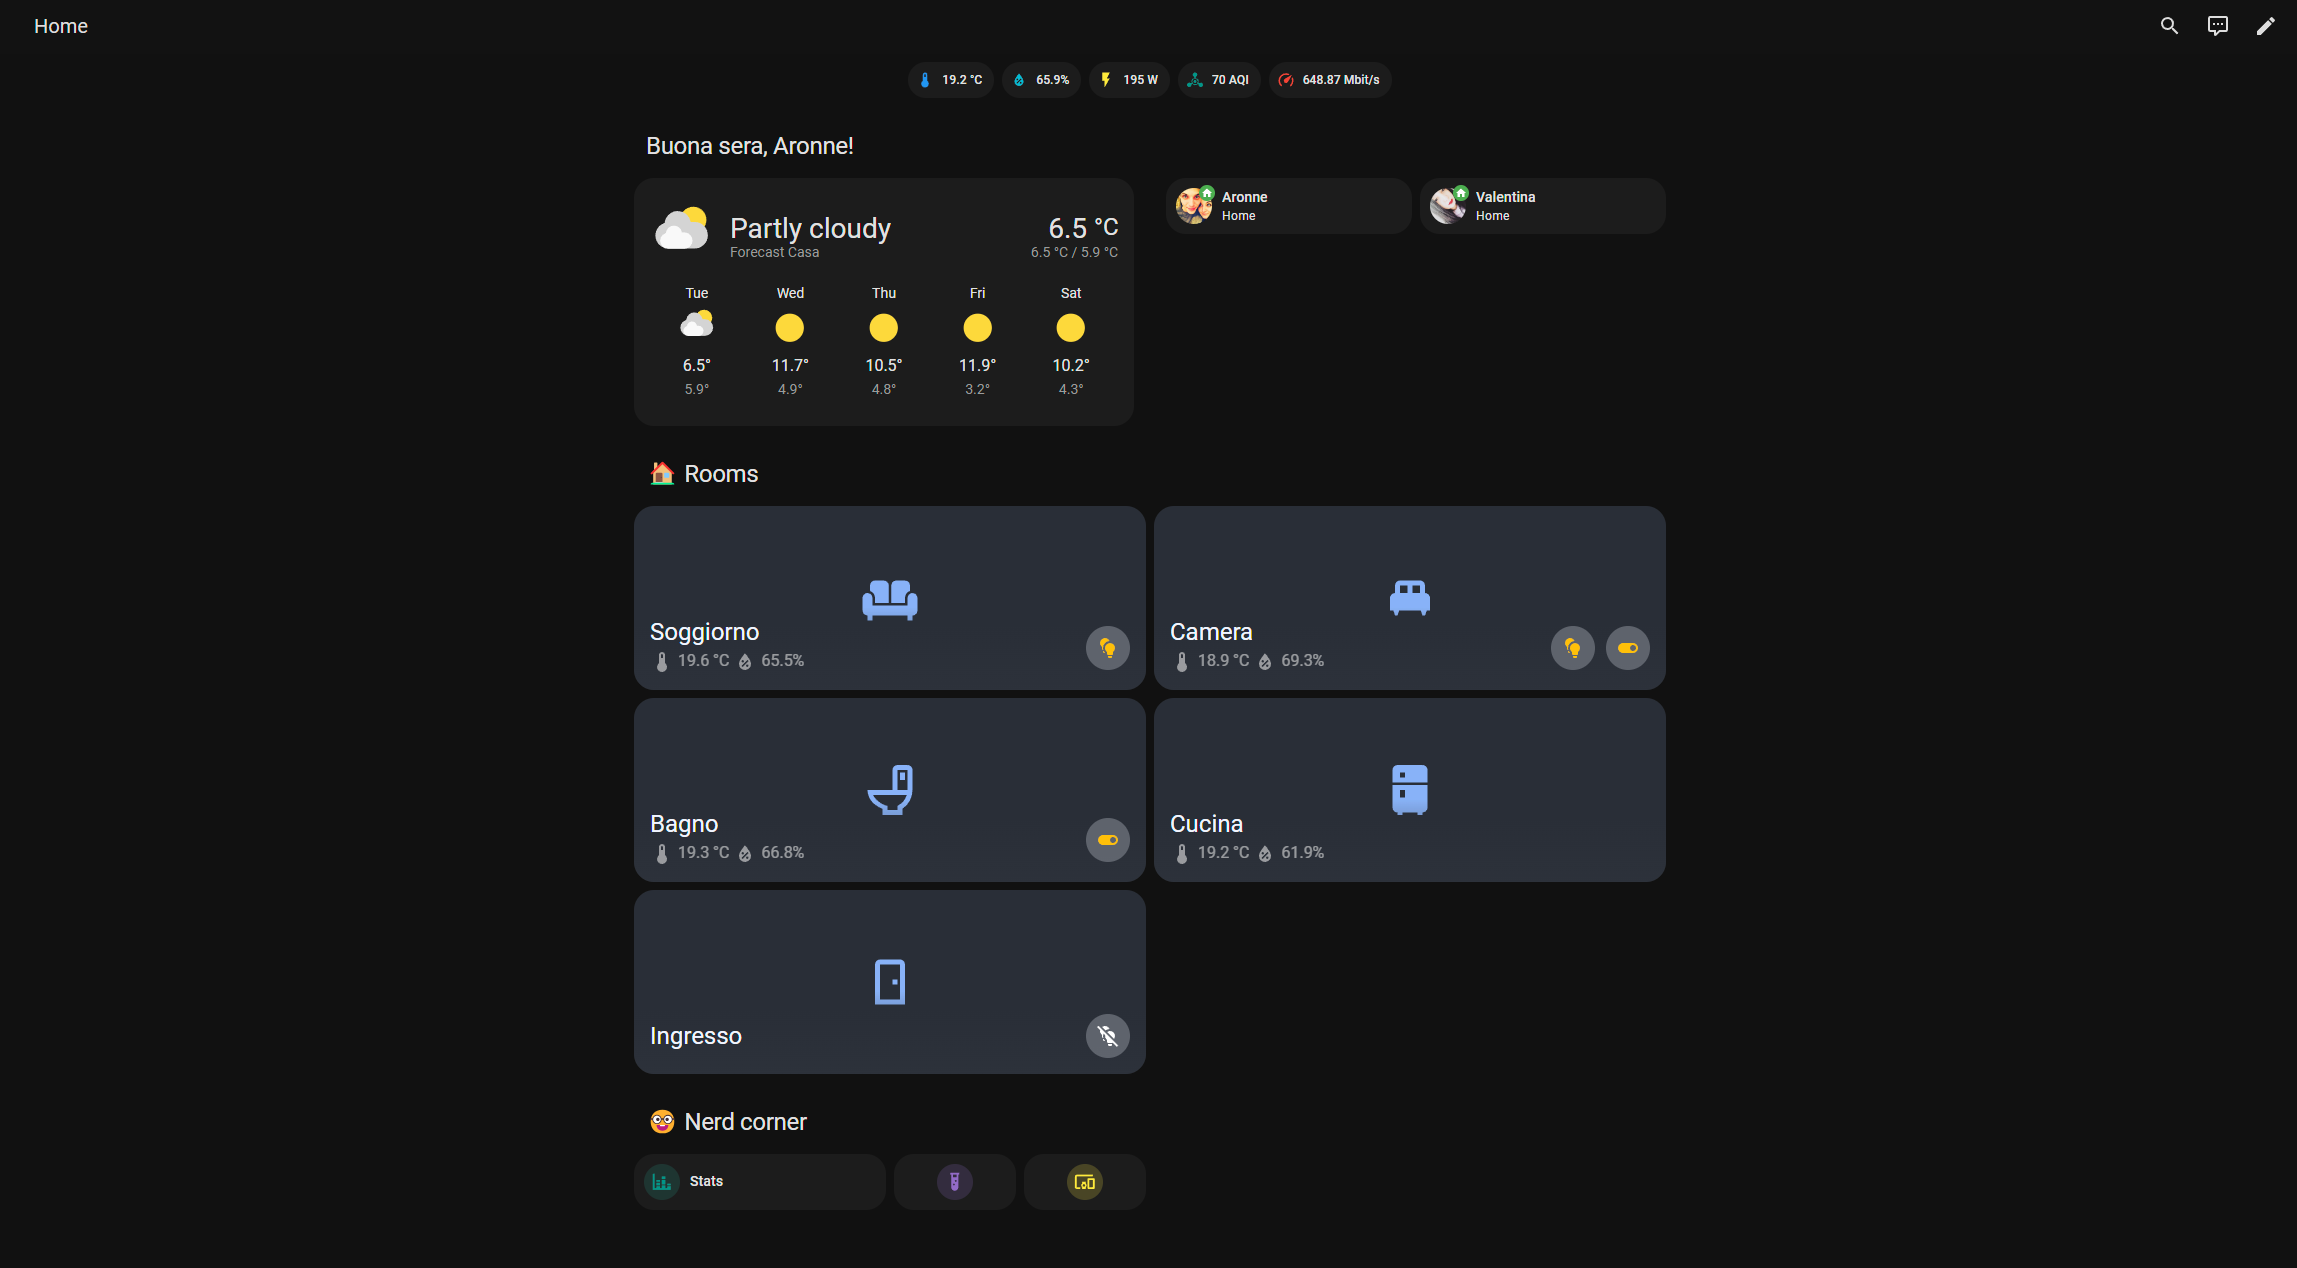 Home
19.2 °C 65.9% 195 W 70 AQI 648.87 Mbit/s
Buona sera, Aronne!
Partly cloudy 6.5 °C
Forecast Casa 6.5 °C / 5.9 °C
Tue Wed Thu Fri Sat
6.5° 11.7° 10.5° 11.9° 10.2°
5.9° 4.9° 4.8° 3.2° 4.3°
Aronne
Home
Valentina
Home
Rooms
Soggiorno
19.6 °C 65.5%
Camera
18.9 °C 69.3%
Bagno
19.3 °C 66.8%
Cucina
19.2 °C 61.9%
Ingresso
Nerd corner
Stats